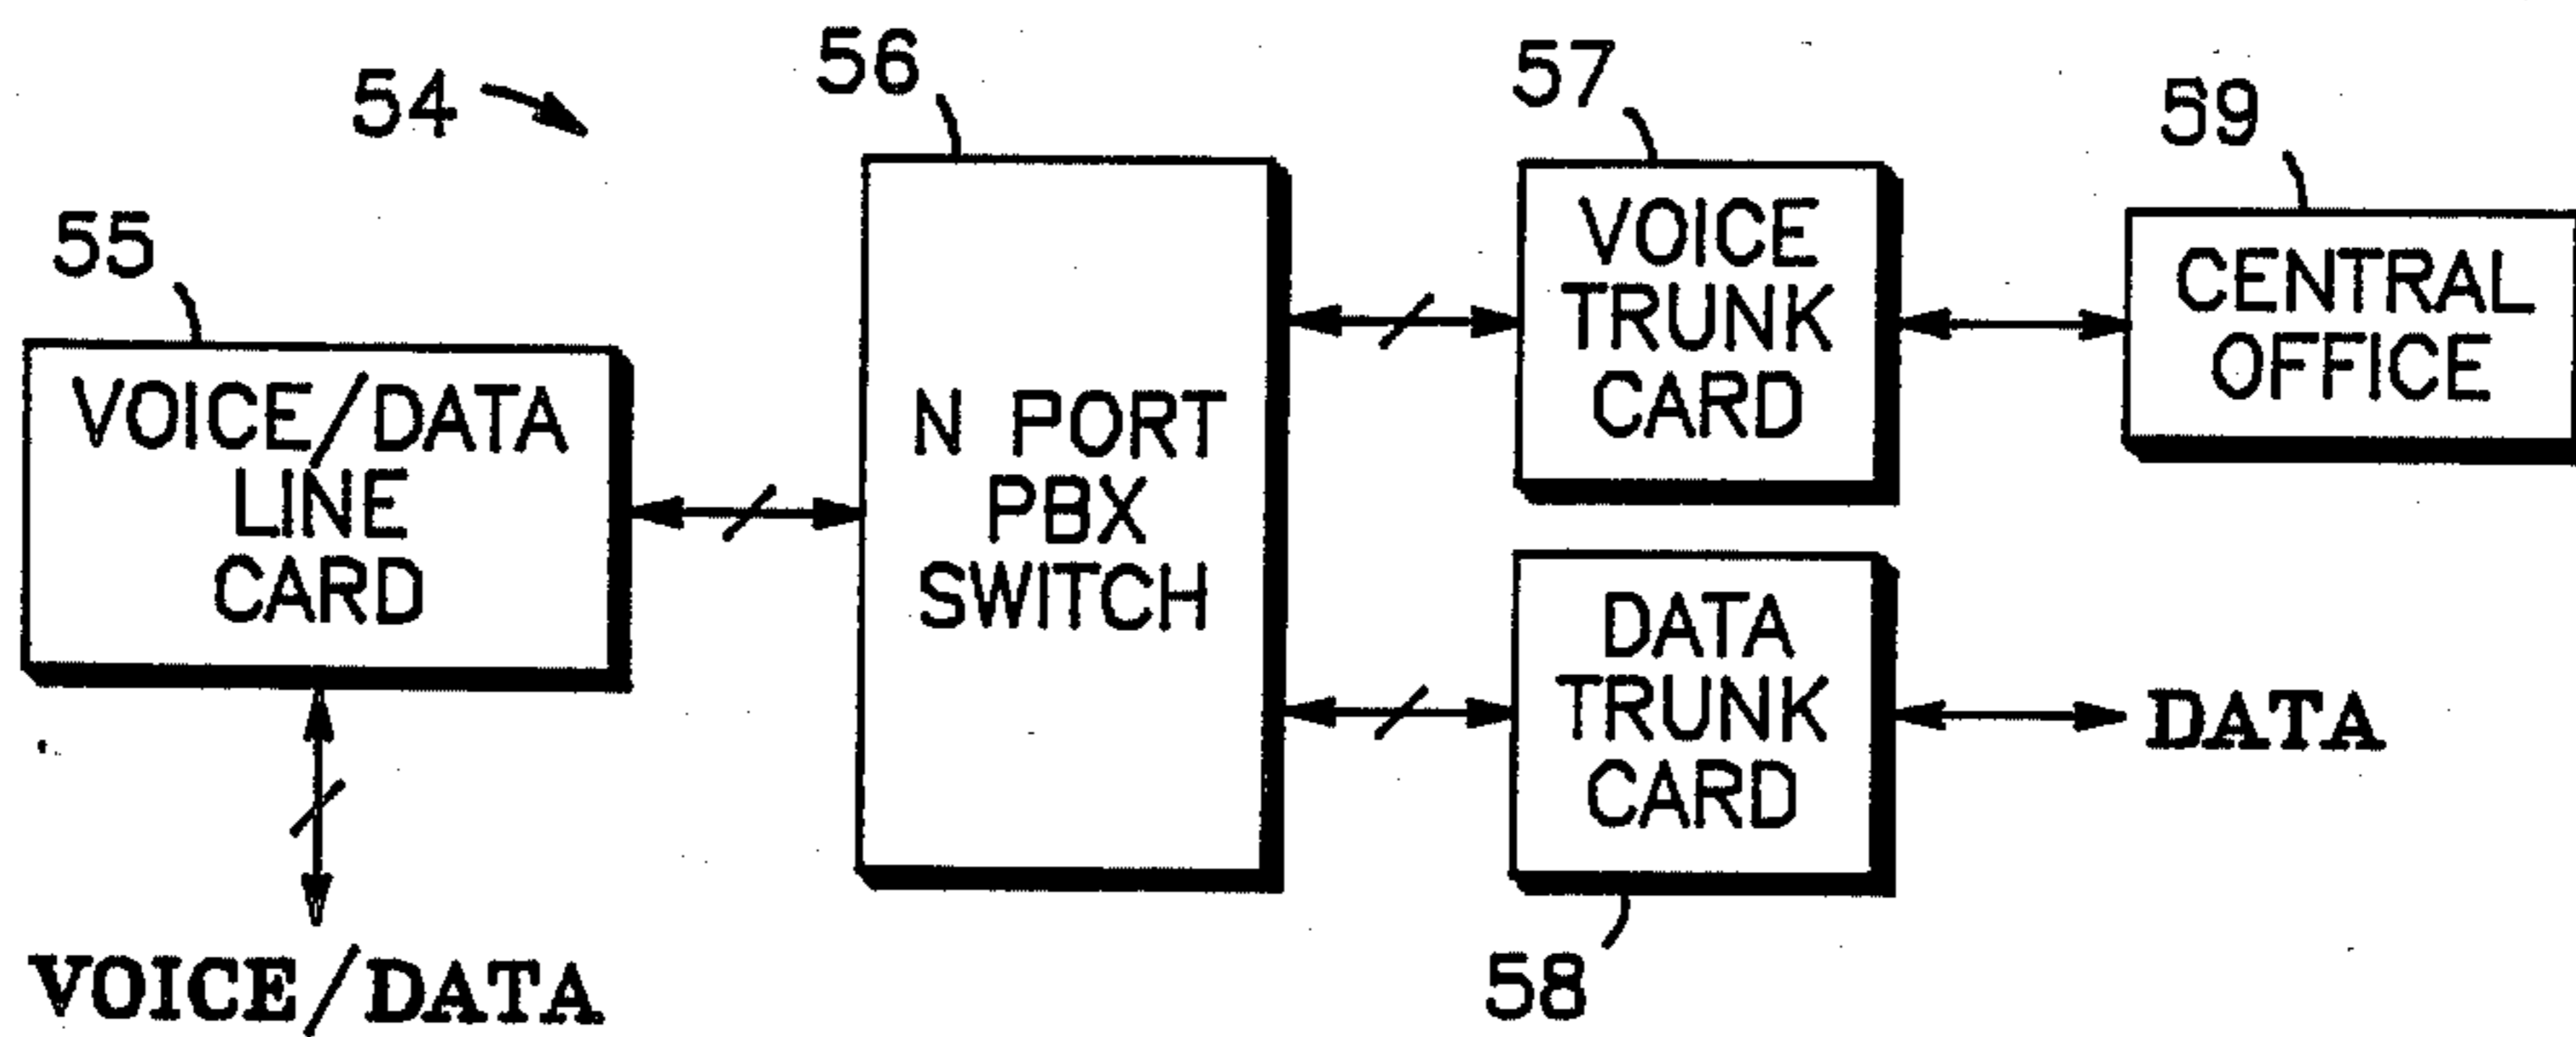 54
55
VOICE/DATA
LINE
CARD
VOICE/DATA
56
N PORT
PBX
SWITCH
57
VOICE
TRUNK
CARD
59
CENTRAL
OFFICE
DATA
TRUNK
CARD
58
DATA